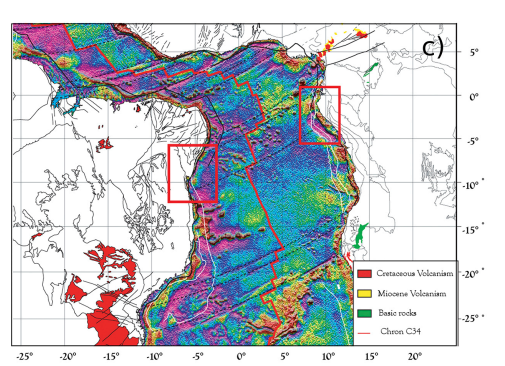 c)
5°
0°
-5°
-10°
-15°
-20°
-25°
Cretaceous Volcanism
Miocene Volcanism
Basic rocks
Chron C34
-25° -20° -15° -10° -5° 0° 5° 10° 15° 20°